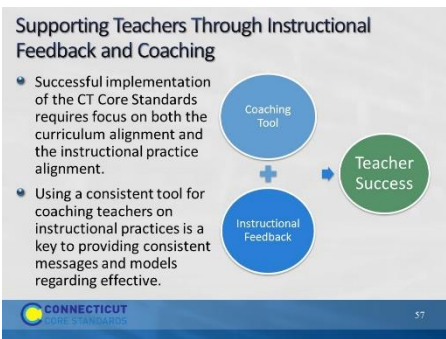 Supporting Teachers Through Instructional
Feedback and Coaching
Successful implementation
of the CT Core Standards
requires focus on both the
curriculum alignment and
the instructional practice
alignment.
Using a consistent tool for
coaching teachers on
instructional practices is a
key to providing consistent
messages and models
regarding effective.
Coaching
Tool
Instructional
Feedback
Teacher
Success
CONNECTICUT
CORE STANDARDS
57